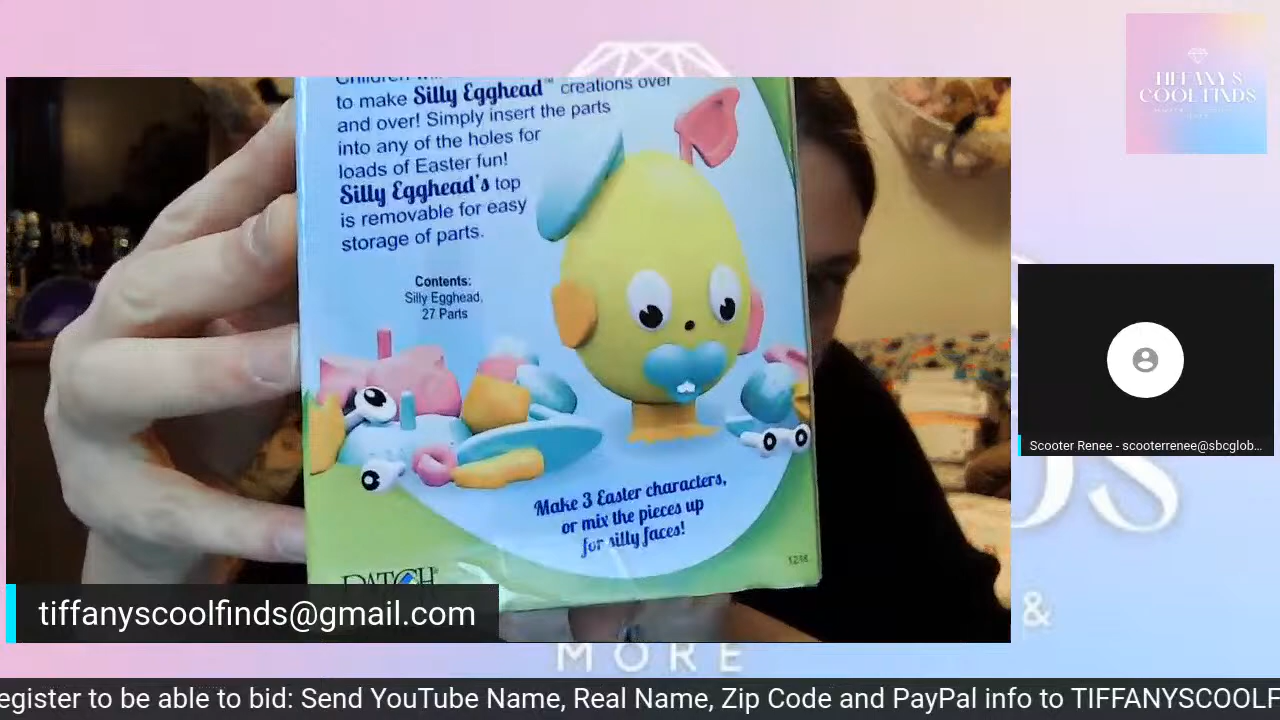 to make Silly Egghead™ creations over
and over! Simply insert the parts
into any of the holes for
loads of Easter fun!
Silly Egghead's top
is removable for easy
storage of parts.
Contents:
Silly Egghead,
27 Parts
Make 3 Easter characters,
or mix the pieces up
for silly faces!
PATCH
tiffanyscoolfinds@gmail.com
TIFFANY'S
COOL FINDS
Scooter Renee - scooterrenee@sbcglob...
&
MORE
egister to be able to bid: Send YouTube Name, Real Name, Zip Code and PayPal info to TIFFANYSCOOLF